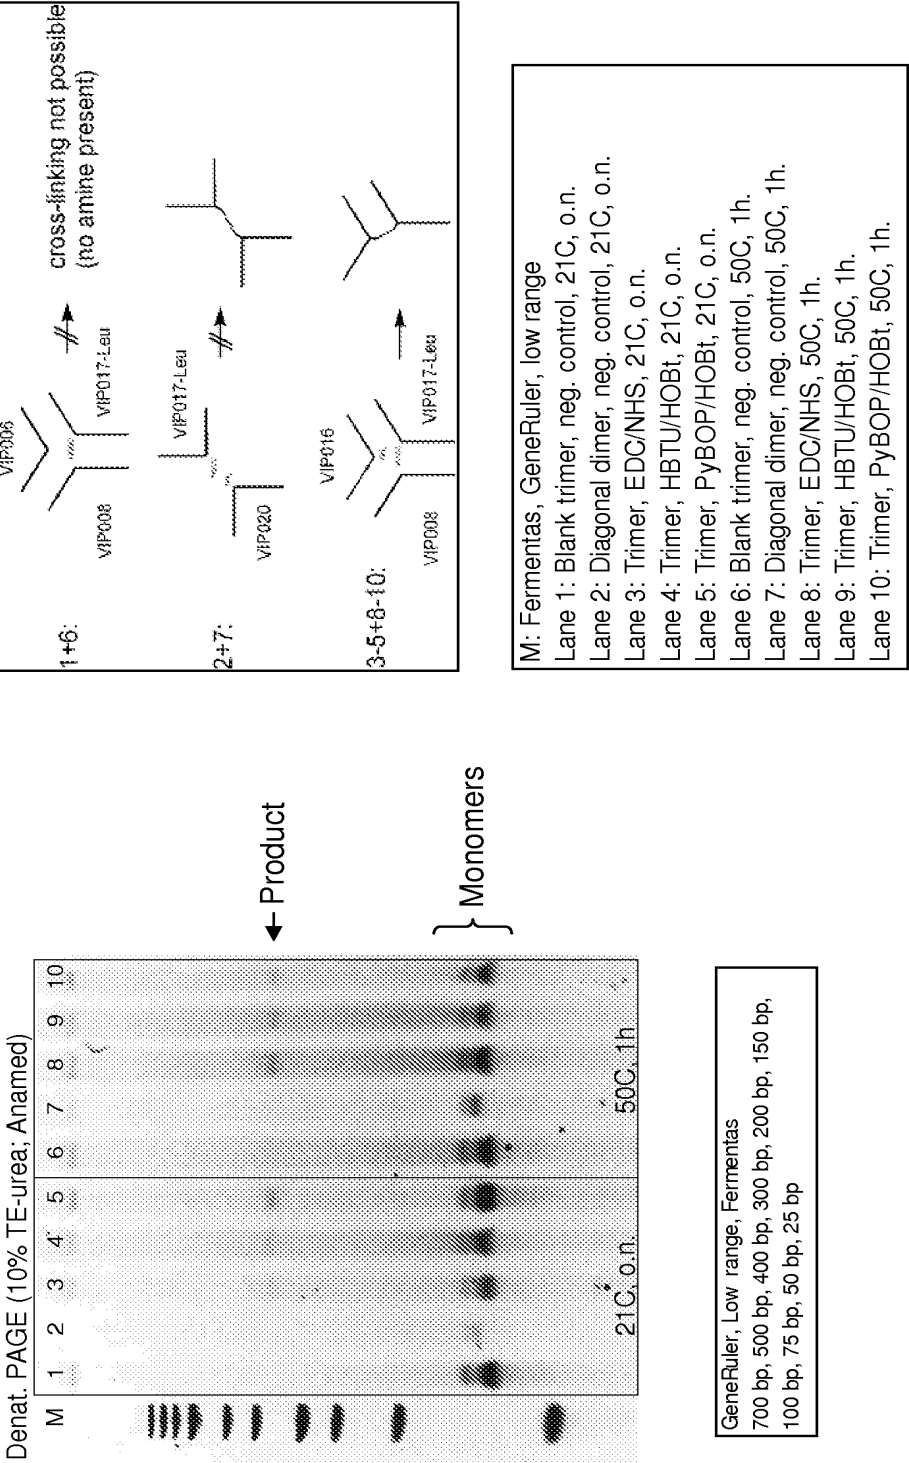 Denat. PAGE (10% TE-urea; Anamed)
M 1 2 3 4 5 6 7 8 9 10
21C, o.n.
50C, 1h
Product
Monomers
GeneRuler, Low range, Fermentas
700 bp, 500 bp, 400 bp, 300 bp, 200 bp, 150 bp,
100 bp, 75 bp, 50 bp, 25 bp
1+6:
VIP006
VIP008
VIP017-Leu
cross-linking not possible
(no amine present)
2+7:
VIP017-Leu
VIP020
3-5+8-10:
VIP016
VIP008
VIP017-Leu
M: Fermentas, GeneRuler, low range
Lane 1: Blank trimer, neg. control, 21C, o.n.
Lane 2: Diagonal dimer, neg. control, 21C, o.n.
Lane 3: Trimer, EDC/NHS, 21C, o.n.
Lane 4: Trimer, HBTU/HOBt, 21C, o.n.
Lane 5: Trimer, PyBOP/HOBt, 21C, o.n.
Lane 6: Blank trimer, neg. control, 50C, 1h.
Lane 7: Diagonal dimer, neg. control, 50C, 1h.
Lane 8: Trimer, EDC/NHS, 50C, 1h.
Lane 9: Trimer, HBTU/HOBt, 50C, 1h.
Lane 10: Trimer, PyBOP/HOBt, 50C, 1h.